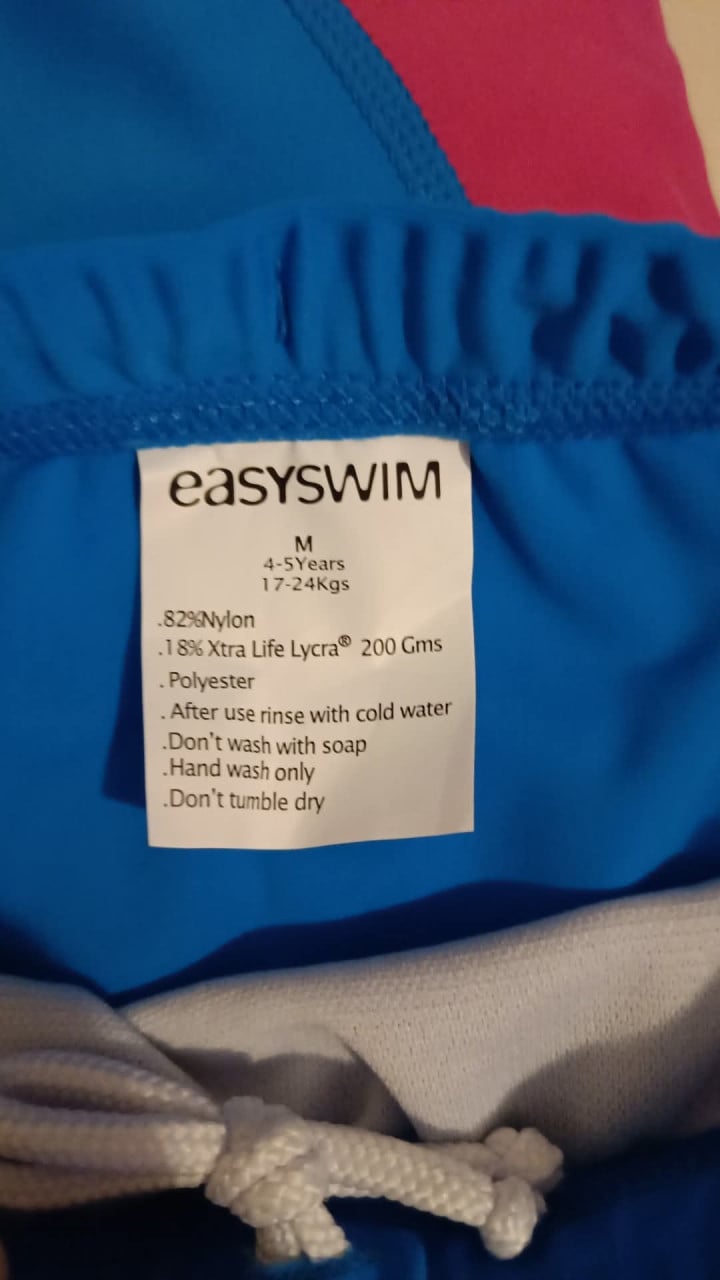 easyswim
M
4-5Years
17-24Kgs
.82%Nylon
.18% Xtra Life Lycra® 200 Gms
. Polyester
. After use rinse with cold water
.Don't wash with soap
.Hand wash only
.Don't tumble dry